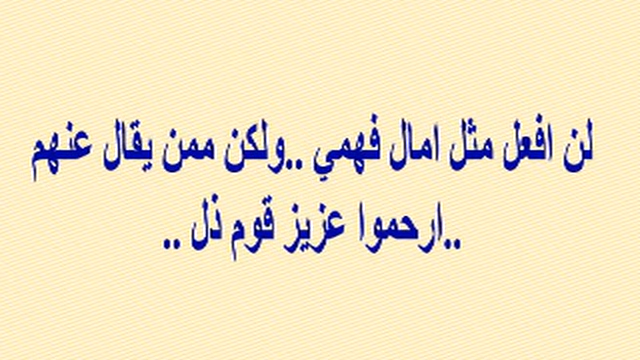 لن افعل مثل امال فهمي ..ولكن ممن يقال عنهم
..ارحموا عزيز قوم ذل ..